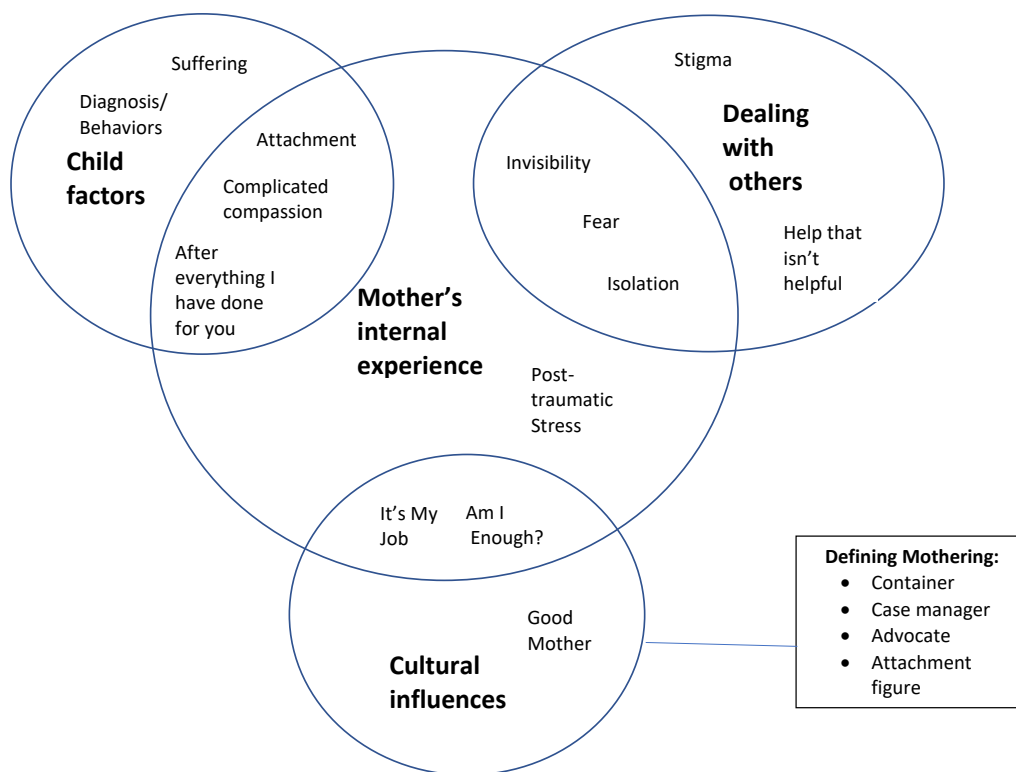 Suffering
Diagnosis/
Behaviors
Child
factors
Attachment
Complicated
compassion
After
everything I
have done
for you
Stigma
Dealing
with
others
Invisibility
Fear
Isolation
Help that
isn't
helpful
Mother's
internal
experience
Post-
traumatic
Stress
It's My
Job
Am I
Enough?
Good
Mother
Cultural
influences
Defining Mothering:
• Container
• Case manager
• Advocate
• Attachment
figure